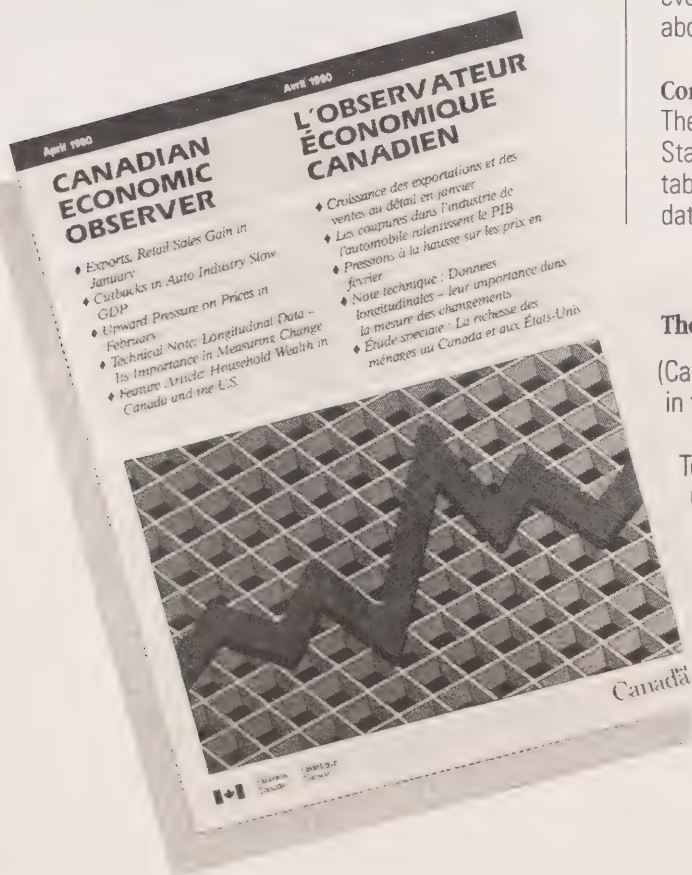 April 1990
CANADIAN
ECONOMIC
OBSERVER
♦ Exports, Retail Sales Gain in
January
♦ Cutbacks in Auto Industry Slow
GDP
♦ Upward Pressure on Prices in
February
♦ Technical Note: Longitudinal Data –
Its Importance in Measuring Change
♦ Feature Article: Household Wealth in
Canada and the U.S.
Avril 1990
L'OBSERVATEUR
ÉCONOMIQUE
CANADIEN
♦ Croissance des exportations et des
ventes au détail en janvier
♦ Les coupures dans l'industrie de
l'automobile ralentissent le PIB
♦ Pressions à la hausse sur les prix en
février
♦ Note technique : Données
longitudinales – leur importance dans
la mesure des changements
♦ Étude spéciale : La richesse des
ménages au Canada et aux États-Unis
Canada
abo
The
Sta
tab
dat
The
(Ca
in